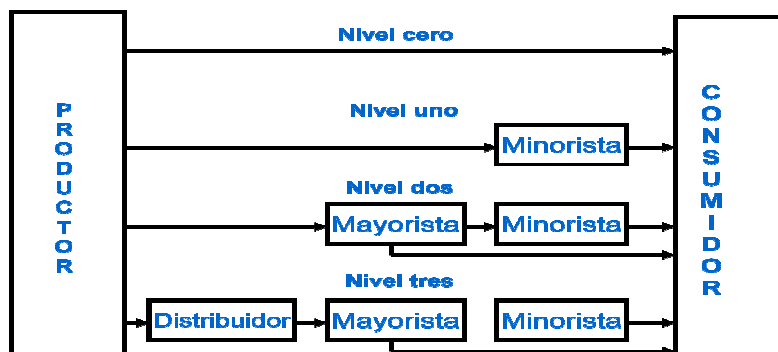 PRODUCTOR
Nivel cero
Nivel uno
Minorista
Nivel dos
Mayorista Minorista
Nivel tres
Distribuidor Mayorista Minorista
CONSUMIDOR